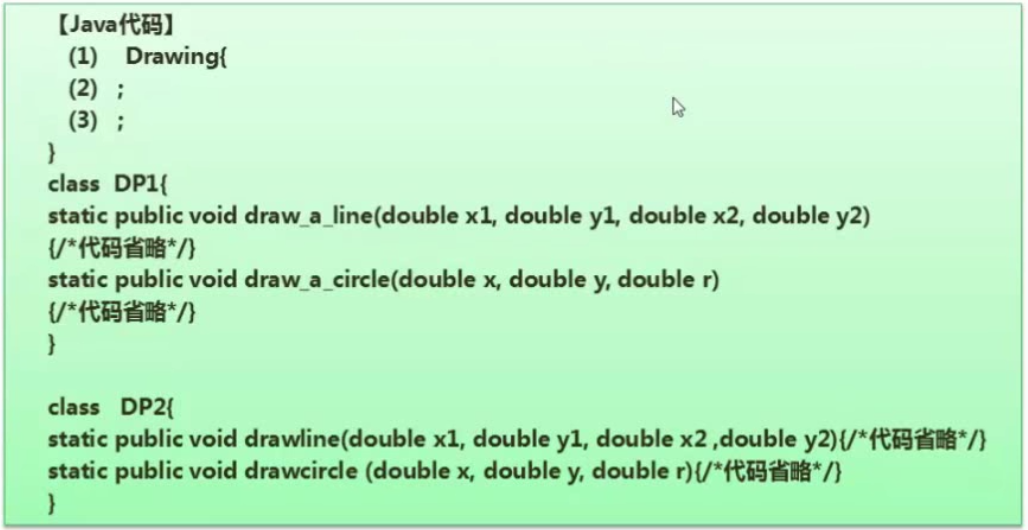 【Java代码】
(1) Drawing{
(2) ;
(3) ;
}
class DP1{
static public void draw_a_line(double x1, double y1, double x2, double y2)
{/*代码省略*/}
static public void draw_a_circle(double x, double y, double r)
{/*代码省略*/}
}
class DP2{
static public void drawline(double x1, double y1, double x2 ,double y2){/*代码省略*/}
static public void drawcircle (double x, double y, double r){/*代码省略*/}
}